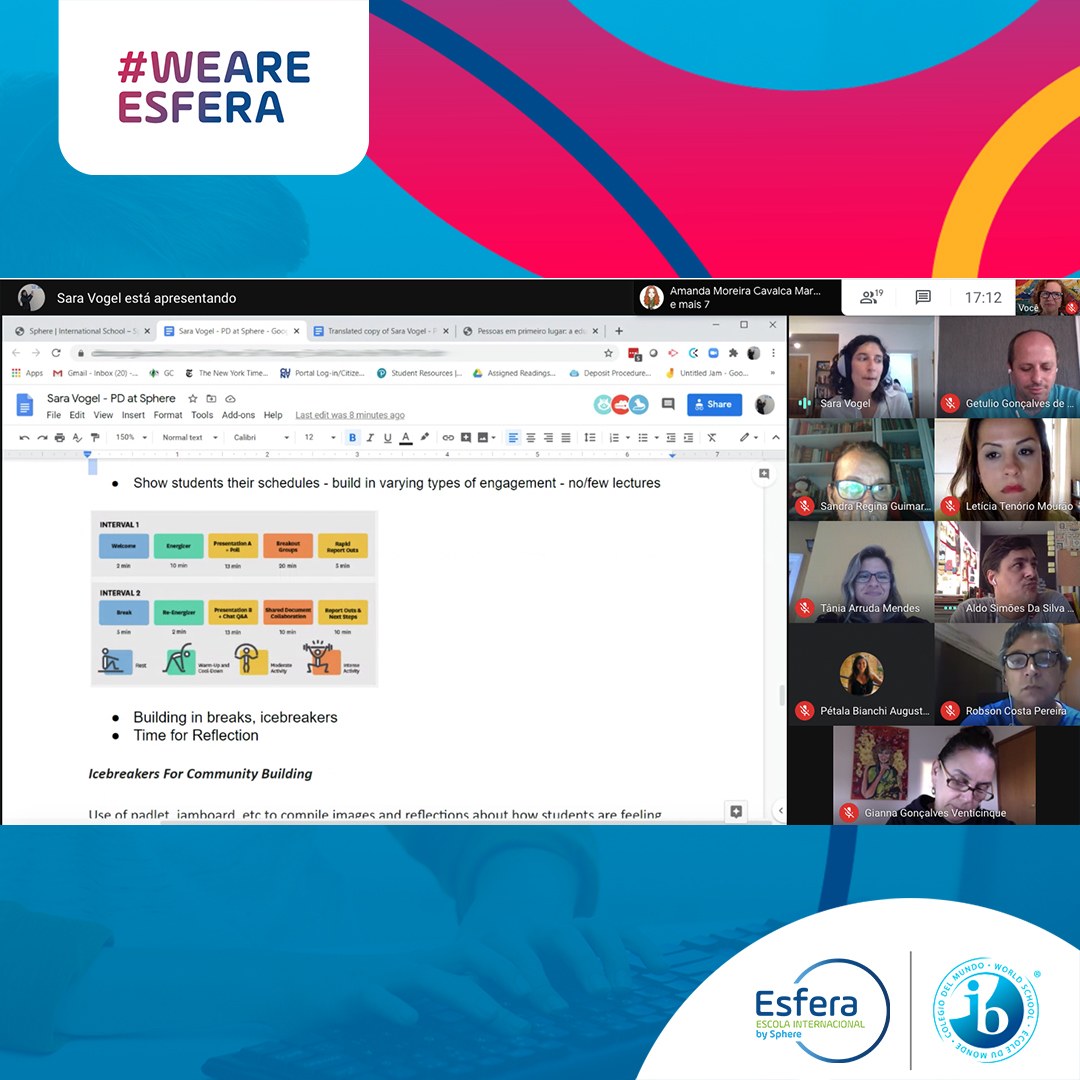 #WEARE
ESFERA
Sara Vogel está apresentando
Amanda Moreira Cavalca Mar...
e mais 7
19
17:12
Você
Sphere | International School – S
Sara Vogel - PD at Sphere - Goo
Translated copy of Sara Vogel - P
Pessoas em primeiro lugar: a edu
Apps
Gmail - Inbox (20) -...
GC
The New York Time...
Portal Log-in/Citize...
Student Resources |...
Assigned Readings...
Deposit Procedure...
Untitled Jam - Goo...
Sara Vogel - PD at Sphere
File Edit View Insert Format Tools Add-ons Help Last edit was 8 minutes ago
Share
150% Normal text Calibri 12 B I U A
1 2 3 4 5 6 7
● Show students their schedules - build in varying types of engagement - no/few lectures
INTERVAL 1
Welcome
Energizer
Presentation A + Poll
Breakout Groups
Rapid Report Outs
2 min
10 min
13 min
20 min
5 min
INTERVAL 2
Break
Re-Energizer
Presentation B + Chat Q&A
Shared Document Collaboration
Report Outs & Next Steps
5 min
2 min
13 min
10 min
10 min
Rest
Warm-Up and Cool-Down
Moderate Activity
Intense Activity
● Building in breaks, icebreakers
● Time for Reflection
Icebreakers For Community Building
Use of padlet, jamboard, etc to compile images and reflections about how students are feeling
Sara Vogel
Getulio Gonçalves de ...
Sandra Regina Guimar...
Letícia Tenório Mourão
Tânia Arruda Mendes
Aldo Simões Da Silva ...
Pétala Bianchi August...
Robson Costa Pereira
Gianna Gonçalves Venticinque
Esfera
ESCOLA INTERNACIONAL
by Sphere
COLEGIO DEL MUNDO · WORLD SCHOOL · ÉCOLE DU MONDE ·
ib
®